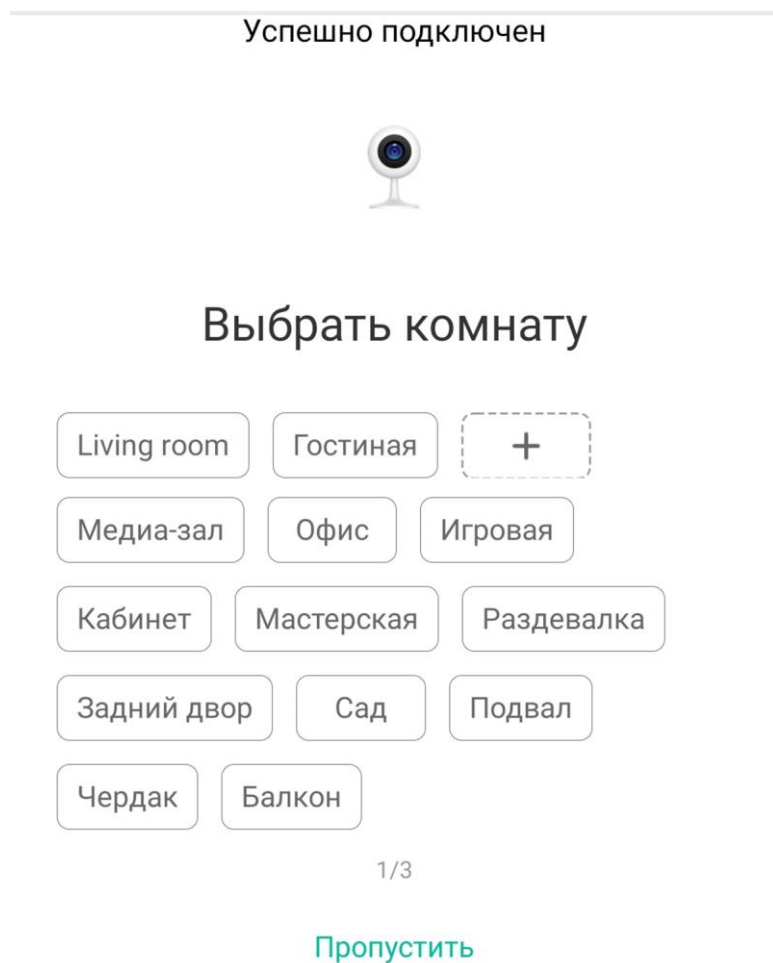 Успешно подключен
Выбрать комнату
Living room Гостиная +
Медиа-зал Офис Игровая
Кабинет Мастерская Раздевалка
Задний двор Сад Подвал
Чердак Балкон
1/3
Пропустить